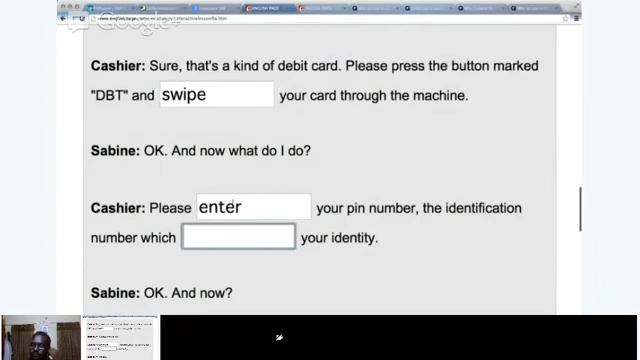 Google+
Cashier: Sure, that's a kind of debit card. Please press the button marked
"DBT" and swipe your card through the machine.
Sabine: OK. And now what do I do?
Cashier: Please enter your pin number, the identification
number which your identity.
Sabine: OK. And now?